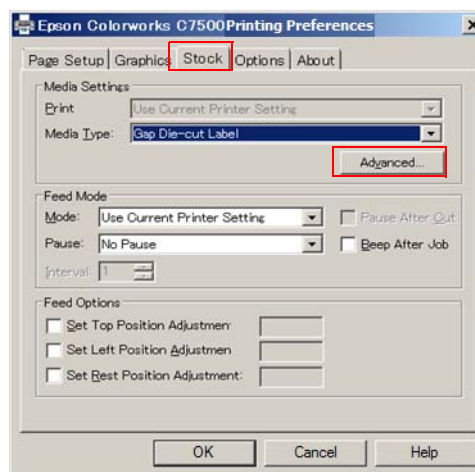 Epson Colorworks C7500Printing Preferences
Page Setup Graphics Stock Options About
Media Settings
Print Use Current Printer Setting
Media Type: Gap Die-cut Label
Advanced...
Feed Mode
Mode: Use Current Printer Setting Pause After Cut
Pause: No Pause Beep After Job
Interval: 1
Feed Options
Set Top Position Adjustmen
Set Left Position Adjustmen
Set Rest Position Adjustment:
OK Cancel Help